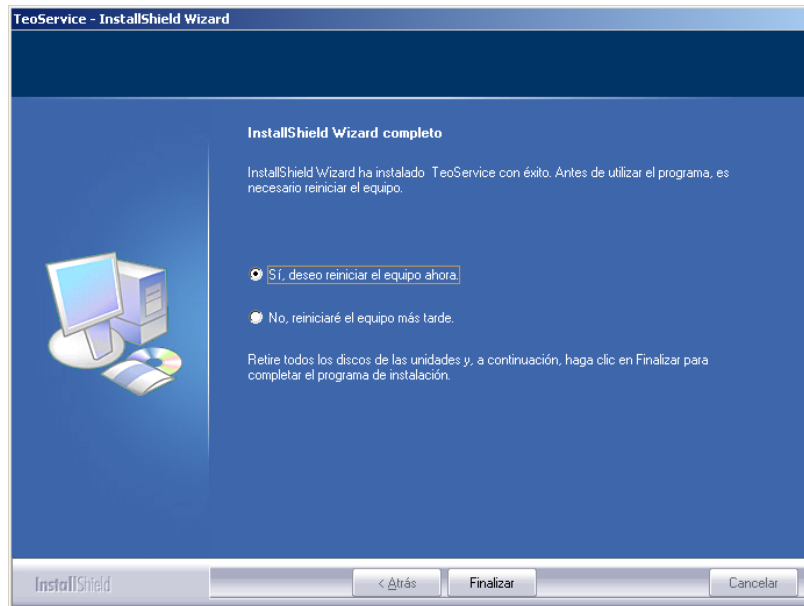 TeoService - InstallShield Wizard
InstallShield Wizard completo
InstallShield Wizard ha instalado TeoService con éxito. Antes de utilizar el programa, es
necesario reiniciar el equipo.
Sí, deseo reiniciar el equipo ahora.
No, reiniciaré el equipo más tarde.
Retire todos los discos de las unidades y, a continuación, haga clic en Finalizar para
completar el programa de instalación.
InstallShield
< Atrás Finalizar Cancelar